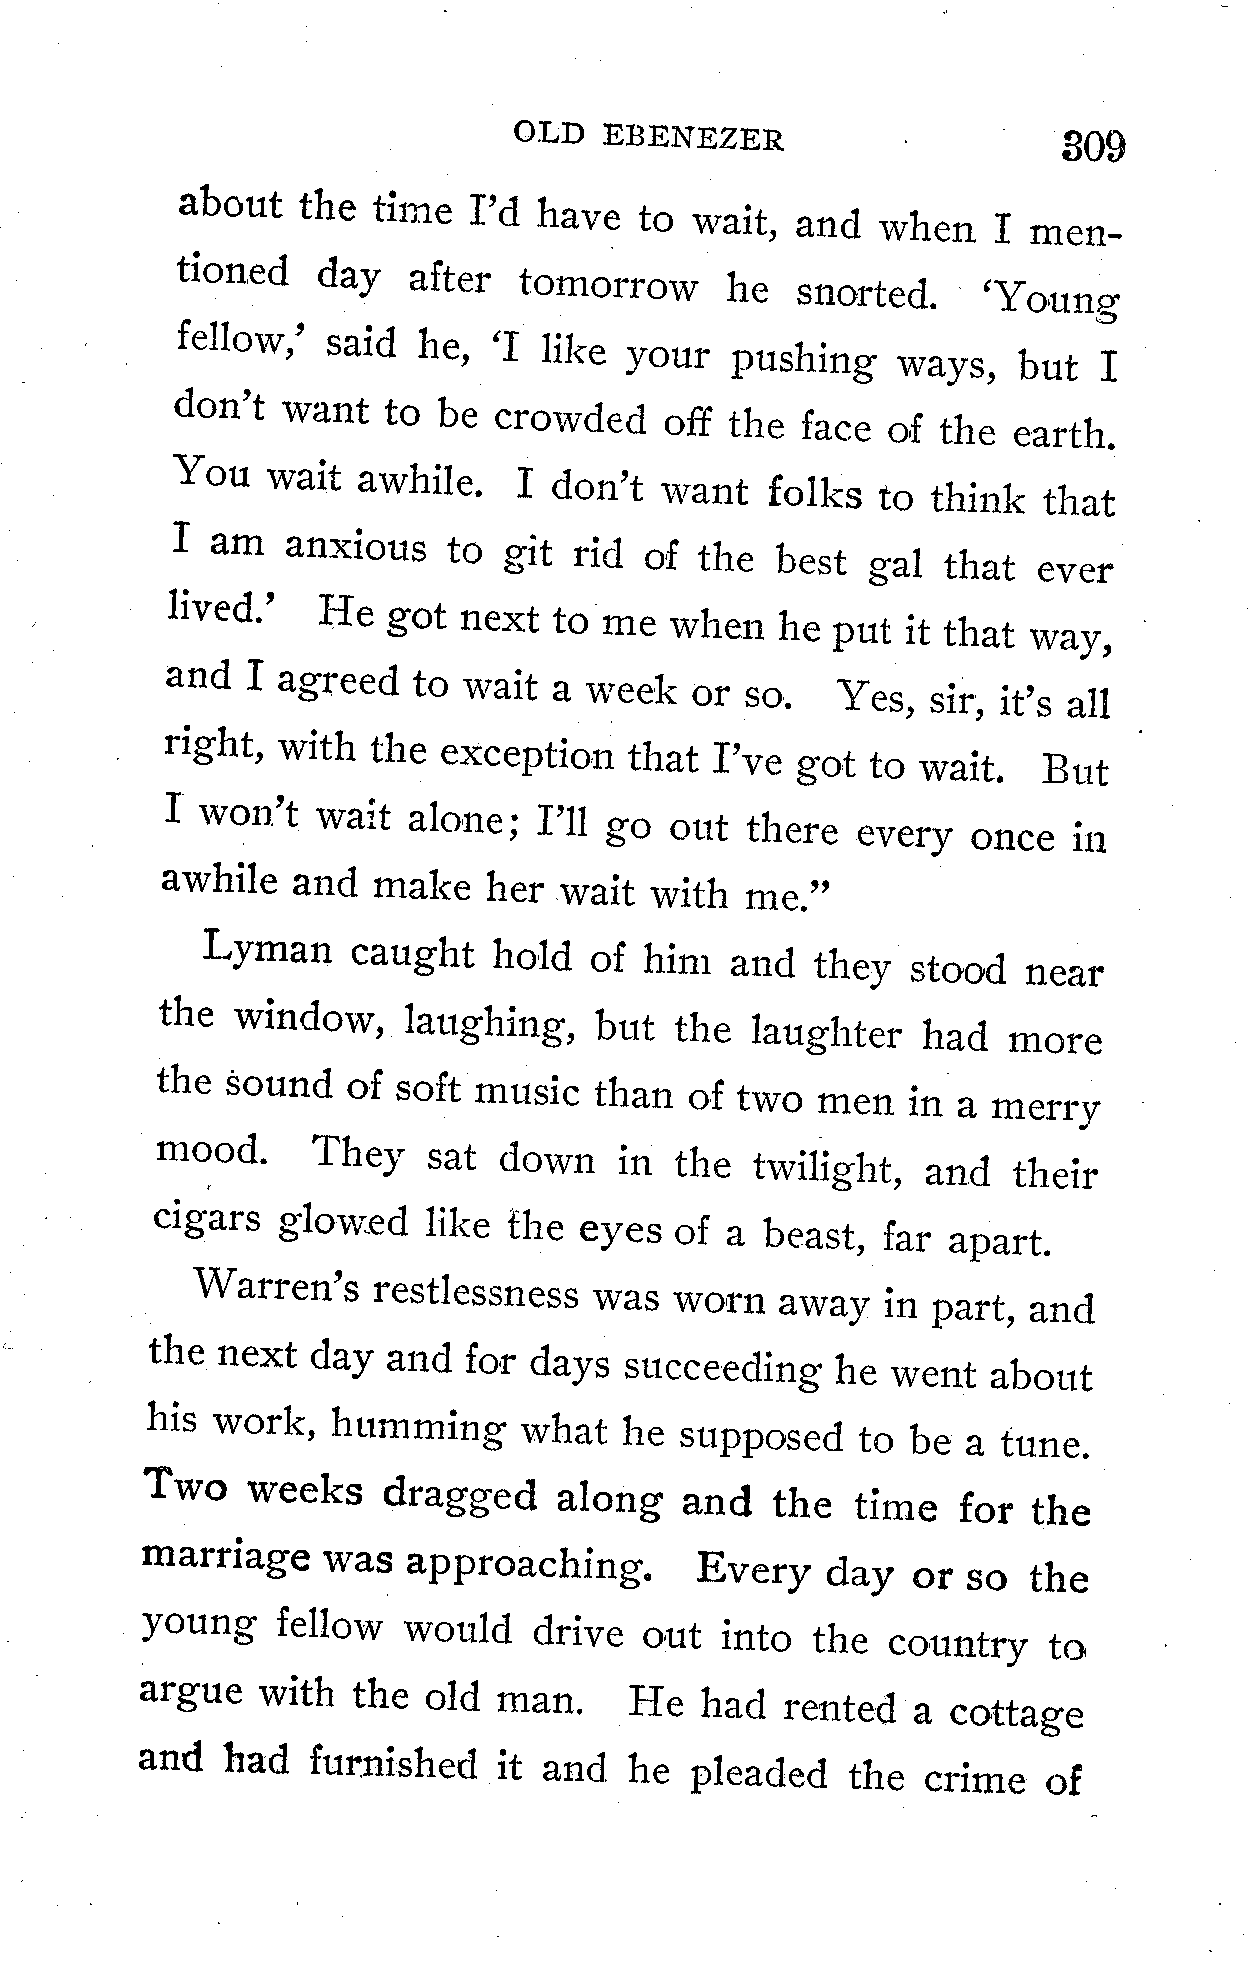 OLD EBENEZER 309
about the time I'd have to wait, and when I men-
tioned day after tomorrow he snorted. ‘Young
fellow,’ said he, ‘I like your pushing ways, but I
don't want to be crowded off the face of the earth.
You wait awhile. I don't want folks to think that
I am anxious to git rid of the best gal that ever
lived.’ He got next to me when he put it that way,
and I agreed to wait a week or so. Yes, sir, it's all
right, with the exception that I've got to wait. But
I won't wait alone; I'll go out there every once in
awhile and make her wait with me.”
Lyman caught hold of him and they stood near
the window, laughing, but the laughter had more
the sound of soft music than of two men in a merry
mood. They sat down in the twilight, and their
cigars glowed like the eyes of a beast, far apart.
Warren's restlessness was worn away in part, and
the next day and for days succeeding he went about
his work, humming what he supposed to be a tune.
Two weeks dragged along and the time for the
marriage was approaching. Every day or so the
young fellow would drive out into the country to
argue with the old man. He had rented a cottage
and had furnished it and he pleaded the crime of